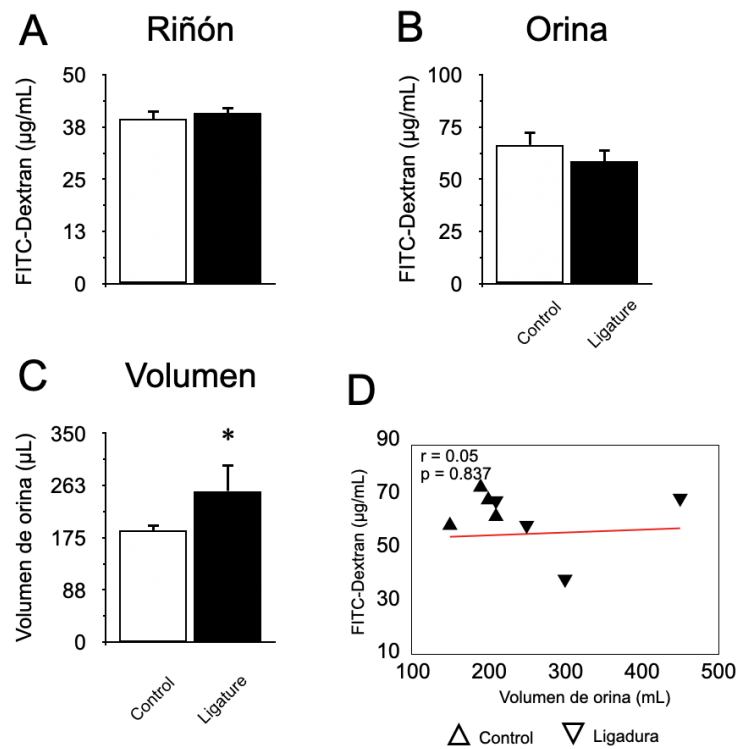 A Riñón
FITC-Dextran (µg/mL)
50
38
25
13
0
B Orina
FITC-Dextran (µg/mL)
100
75
50
25
0
Control
Ligature
C Volumen
Volumen de orina (µL)
350
263
175
88
0
*
Control
Ligature
D
FITC-Dextran (µg/mL)
90
70
50
30
10
r = 0.05
p = 0.837
100 200 300 400 500
Volumen de orina (mL)
Control Ligadura